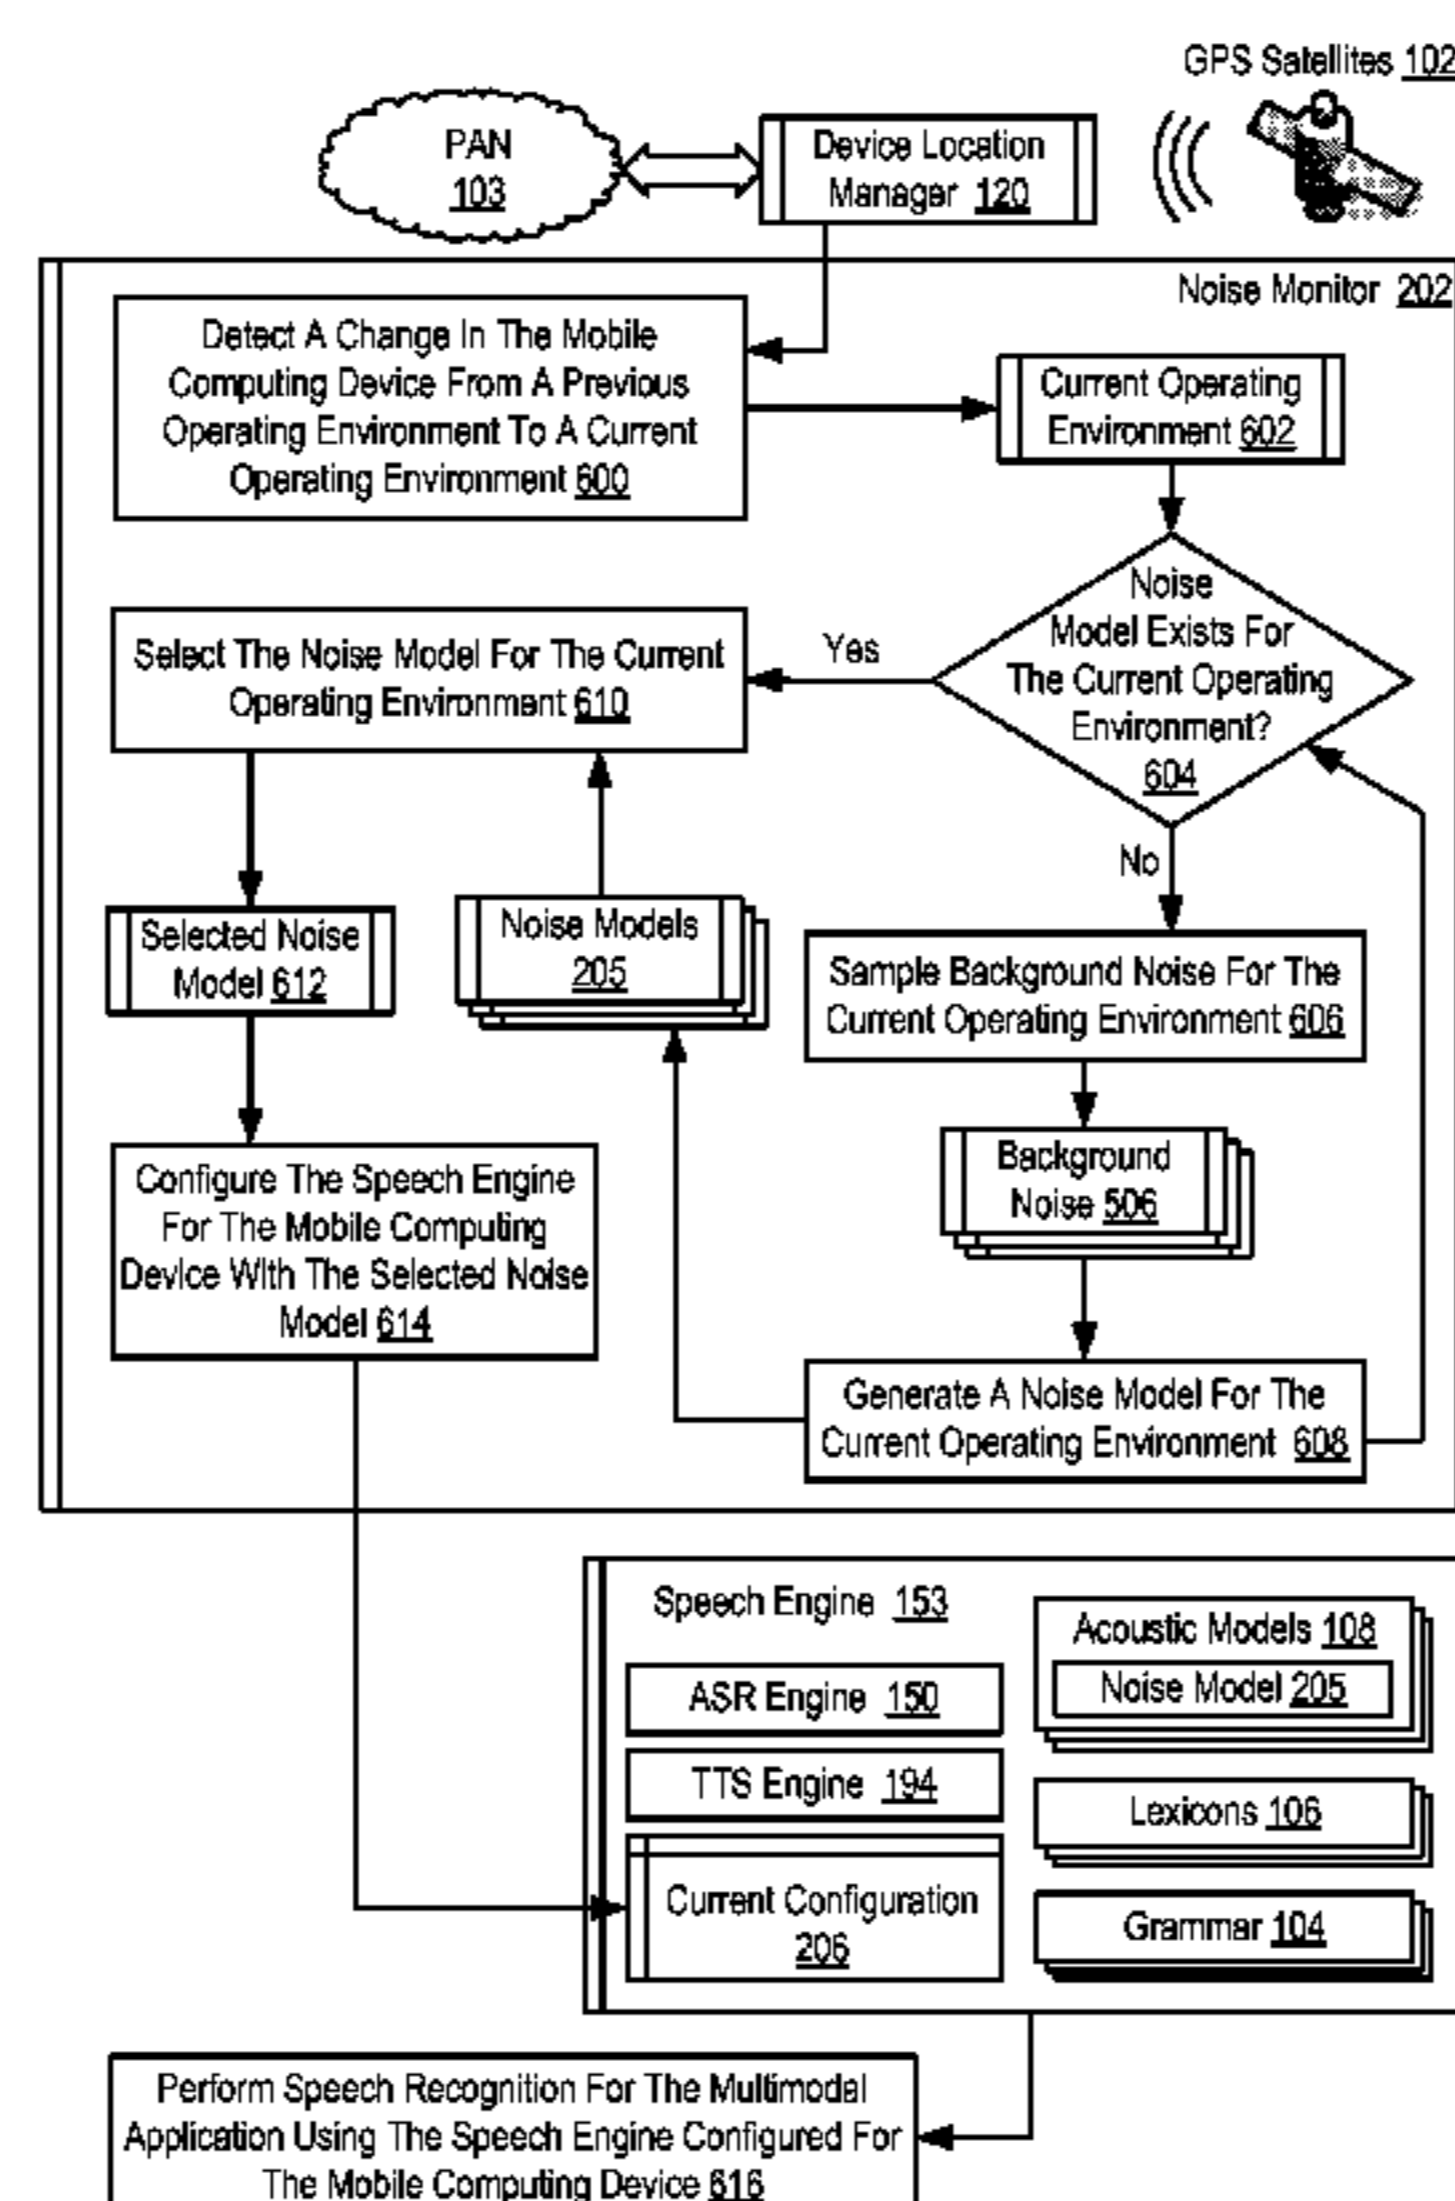 GPS Satellites 102
PAN
103
Device Location
Manager 120
Noise Monitor 202
Detect A Change In The Mobile
Computing Device From A Previous
Operating Environment To A Current
Operating Environment 600
Current Operating
Environment 602
Noise
Model Exists For
The Current Operating
Environment?
604
Yes
Select The Noise Model For The Current
Operating Environment 610
No
Selected Noise
Model 612
Noise Models
205
Sample Background Noise For The
Current Operating Environment 606
Background
Noise 506
Configure The Speech Engine
For The Mobile Computing
Device With The Selected Noise
Model 614
Generate A Noise Model For The
Current Operating Environment 608
Speech Engine 153
Acoustic Models 108
Noise Model 205
ASR Engine 150
TTS Engine 194
Lexicons 106
Current Configuration
206
Grammar 104
Perform Speech Recognition For The Multimodal
Application Using The Speech Engine Configured For
The Mobile Computing Device 616